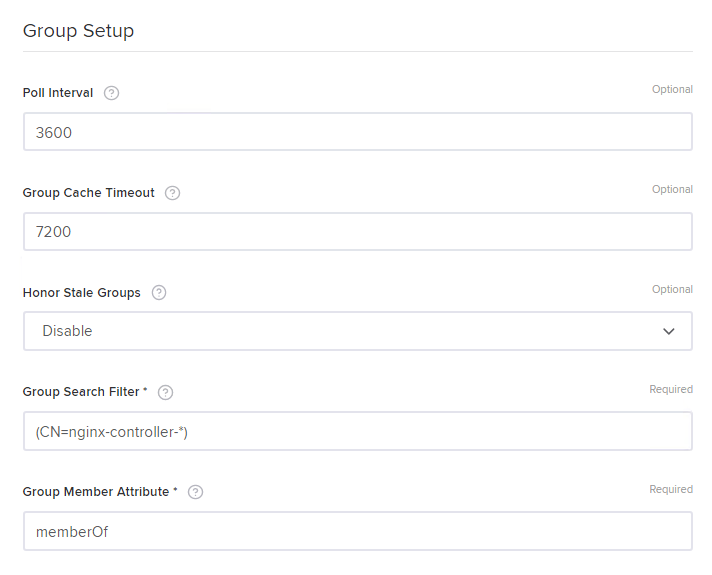 Group Setup
Poll Interval ? Optional
3600
Group Cache Timeout ? Optional
7200
Honor Stale Groups ? Optional
Disable
Group Search Filter * ? Required
(CN=nginx-controller-*)
Group Member Attribute * ? Required
memberOf